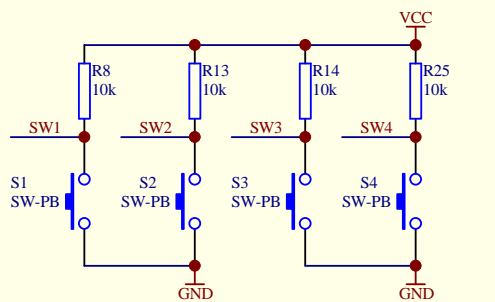 VCC
R8
10k
R13
10k
R14
10k
R25
10k
SW1
SW2
SW3
SW4
S1
SW-PB
S2
SW-PB
S3
SW-PB
S4
SW-PB
GND
GND